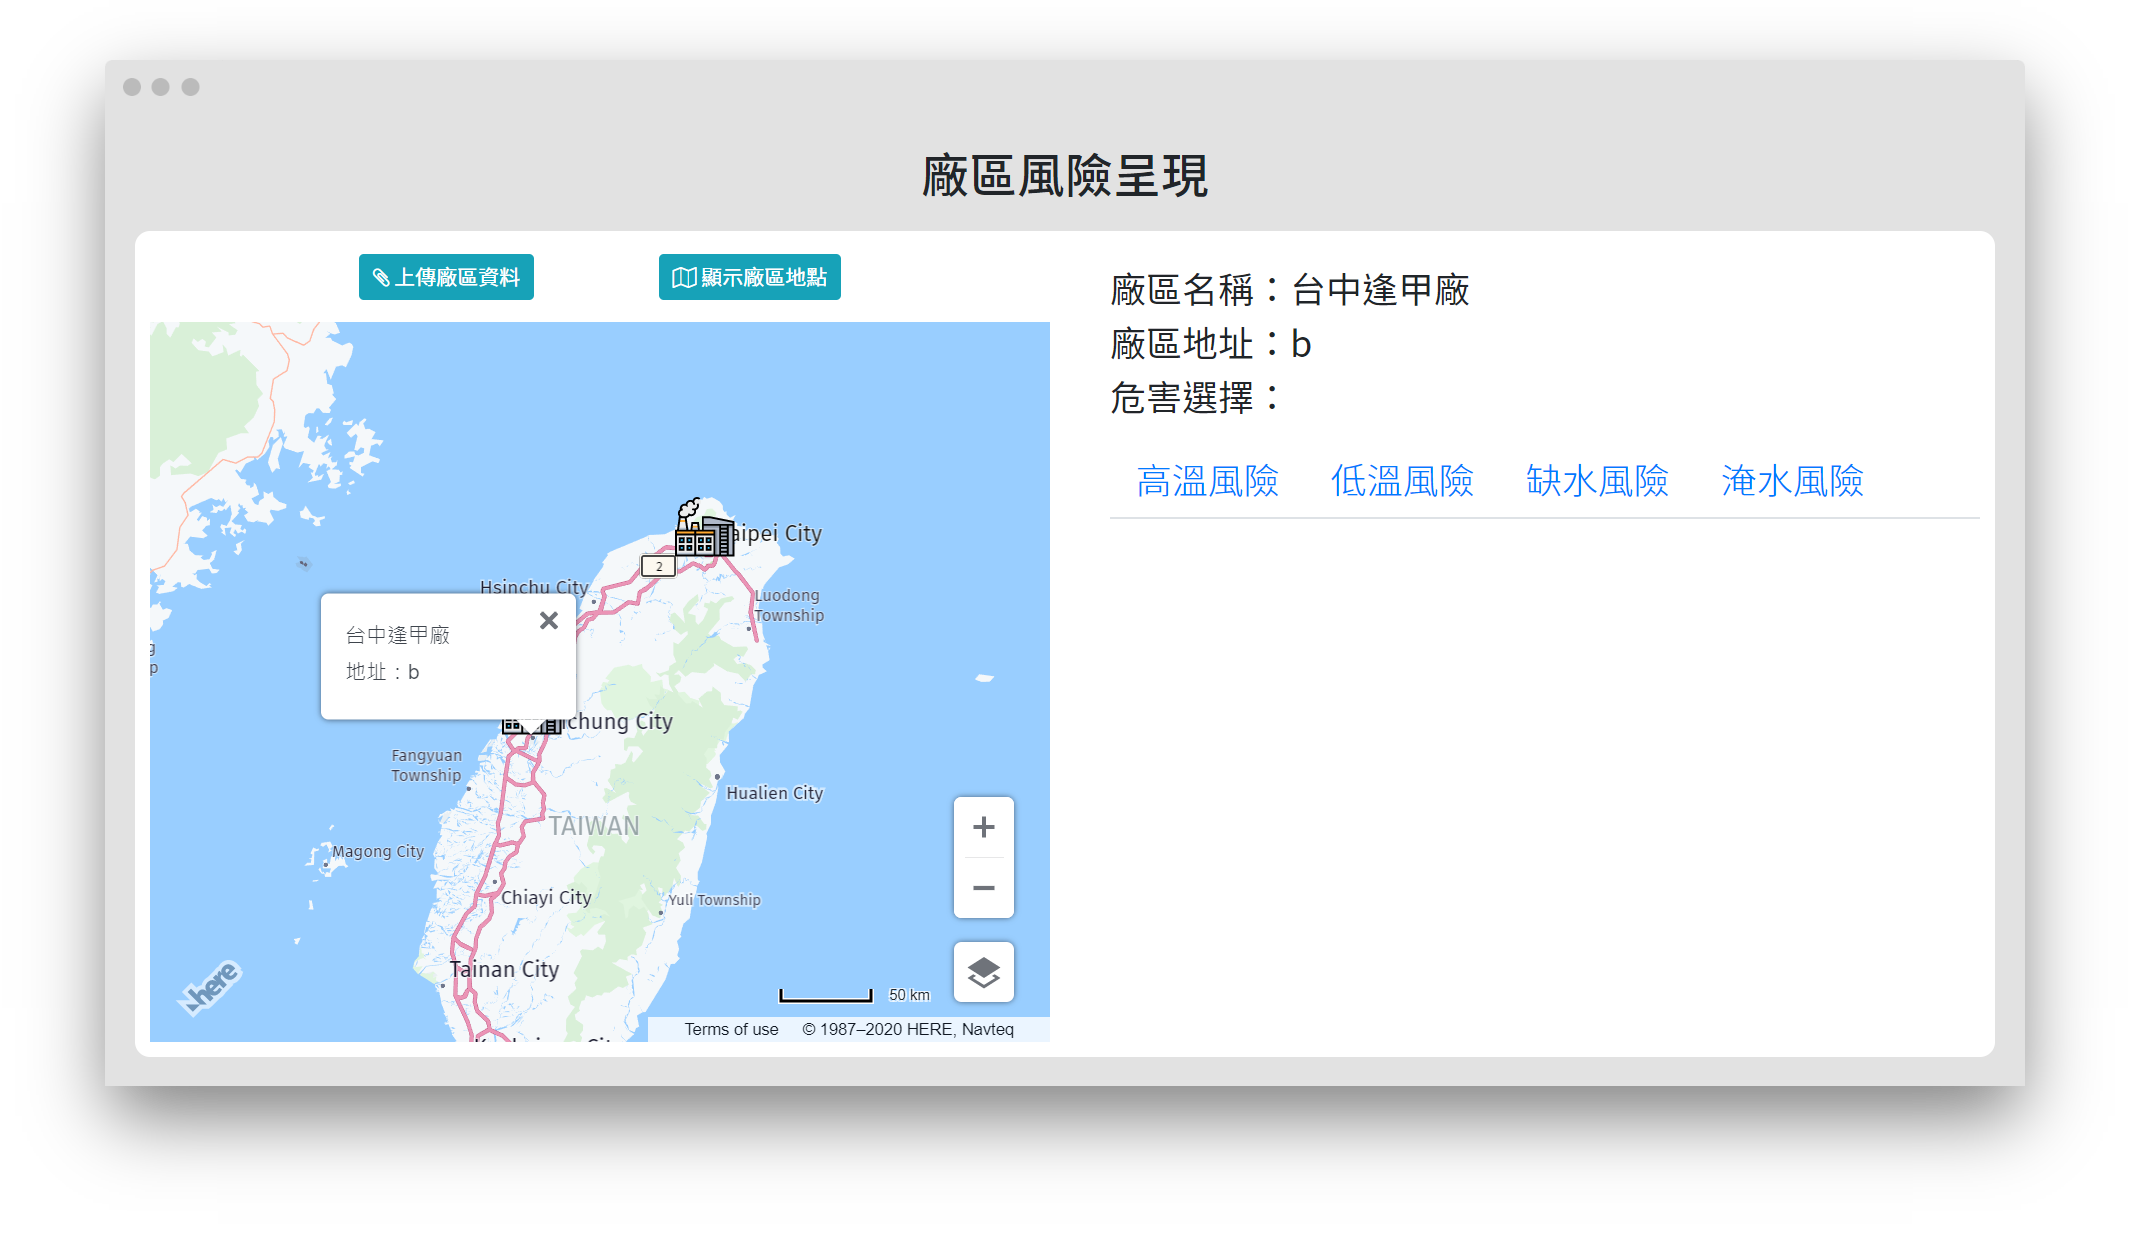 廠區風險呈現
上傳廠區資料
顯示廠區地點
廠區名稱：台中逢甲廠
廠區地址：b
危害選擇：
高溫風險
低溫風險
缺水風險
淹水風險
aipei City
2
Hsinchu City
Luodong
Township
台中逢甲廠
地址：b
chung City
Fangyuan
Township
Hualien City
TAIWAN
Magong City
Chiayi City
Yuli Township
Tainan City
here
50 km
Terms of use © 1987–2020 HERE, Navteq